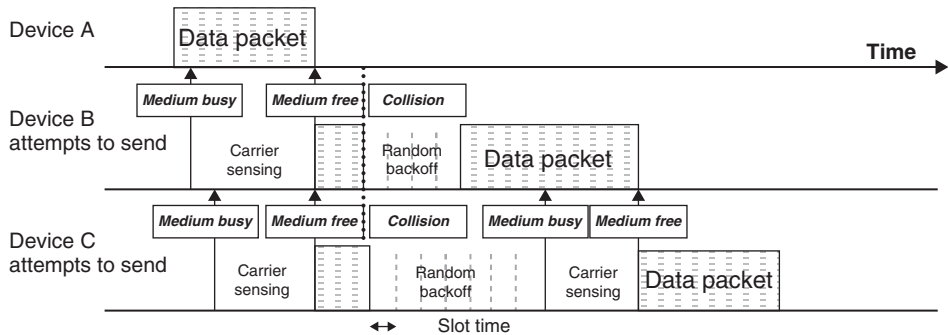 Device A
Data packet
Time
Medium busy
Medium free
Collision
Device B
attempts to send
Carrier
sensing
Random
backoff
Data packet
Medium busy
Medium free
Collision
Medium busy
Medium free
Device C
attempts to send
Carrier
sensing
Random
backoff
Carrier
sensing
Data packet
Slot time